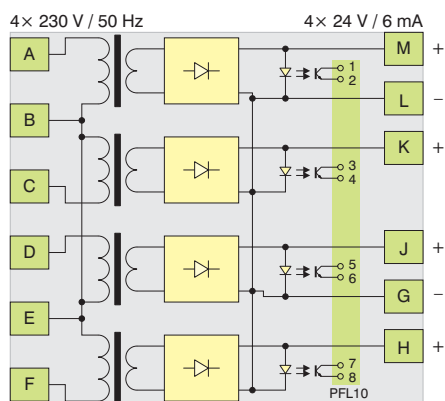 4× 230 V / 50 Hz 4× 24 V / 6 mA
A M +
1
2
B L −
K +
C 3
4
D J +
5
6
E G −
H +
F 7
8
PFL10